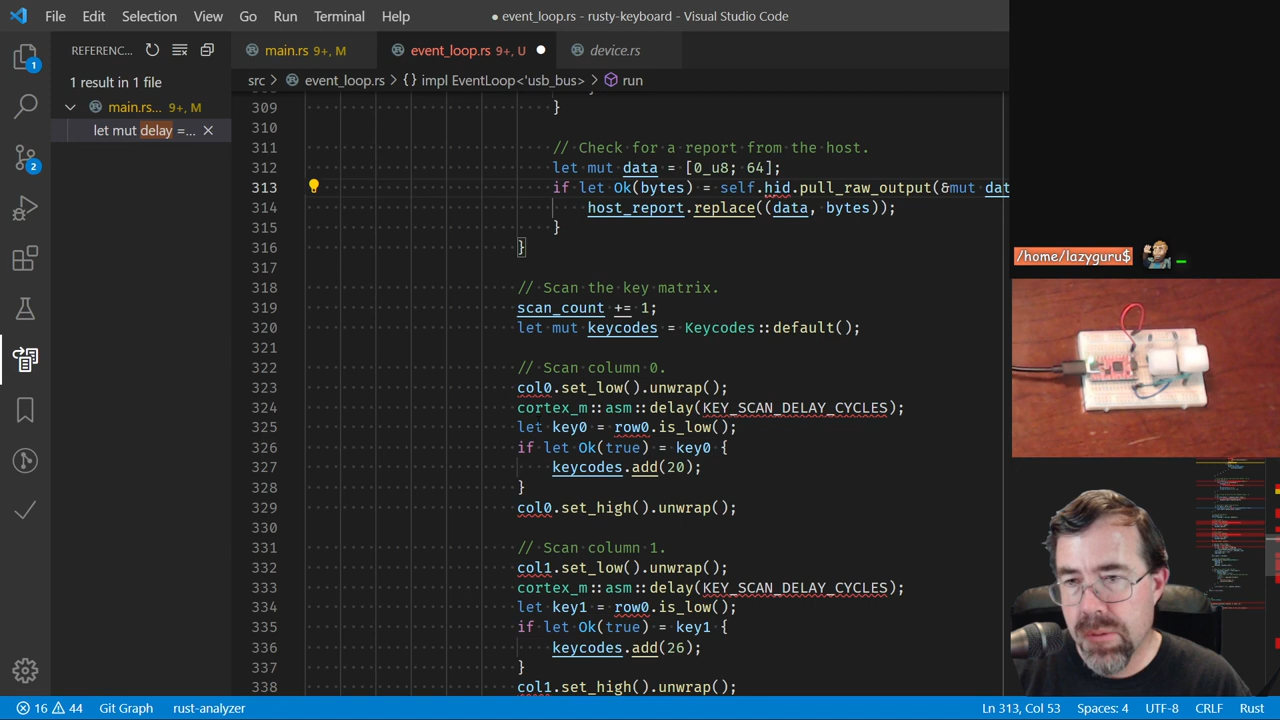 File Edit Selection View Go Run Terminal Help
● event_loop.rs - rusty-keyboard - Visual Studio Code
REFERENC...
main.rs 9+, M
event_loop.rs 9+, U
device.rs
src > event_loop.rs > {} impl EventLoop<'usb_bus> > run
1 result in 1 file
main.rs... 9+, M
let mut delay =...
1
2
309 }
310
311 // Check for a report from the host.
312 let mut data = [0_u8; 64];
313 if let Ok(bytes) = self.hid.pull_raw_output(&mut dat
314 host_report.replace((data, bytes));
315 }
316 }
317
318 // Scan the key matrix.
319 scan_count += 1;
320 let mut keycodes = Keycodes::default();
321
322 // Scan column 0.
323 col0.set_low().unwrap();
324 cortex_m::asm::delay(KEY_SCAN_DELAY_CYCLES);
325 let key0 = row0.is_low();
326 if let Ok(true) = key0 {
327 keycodes.add(20);
328 }
329 col0.set_high().unwrap();
330
331 // Scan column 1.
332 col1.set_low().unwrap();
333 cortex_m::asm::delay(KEY_SCAN_DELAY_CYCLES);
334 let key1 = row0.is_low();
335 if let Ok(true) = key1 {
336 keycodes.add(26);
337 }
338 col1.set_high().unwrap();
/home/lazyguru$
16 44 Git Graph rust-analyzer Ln 313, Col 53 Spaces: 4 UTF-8 CRLF Rust